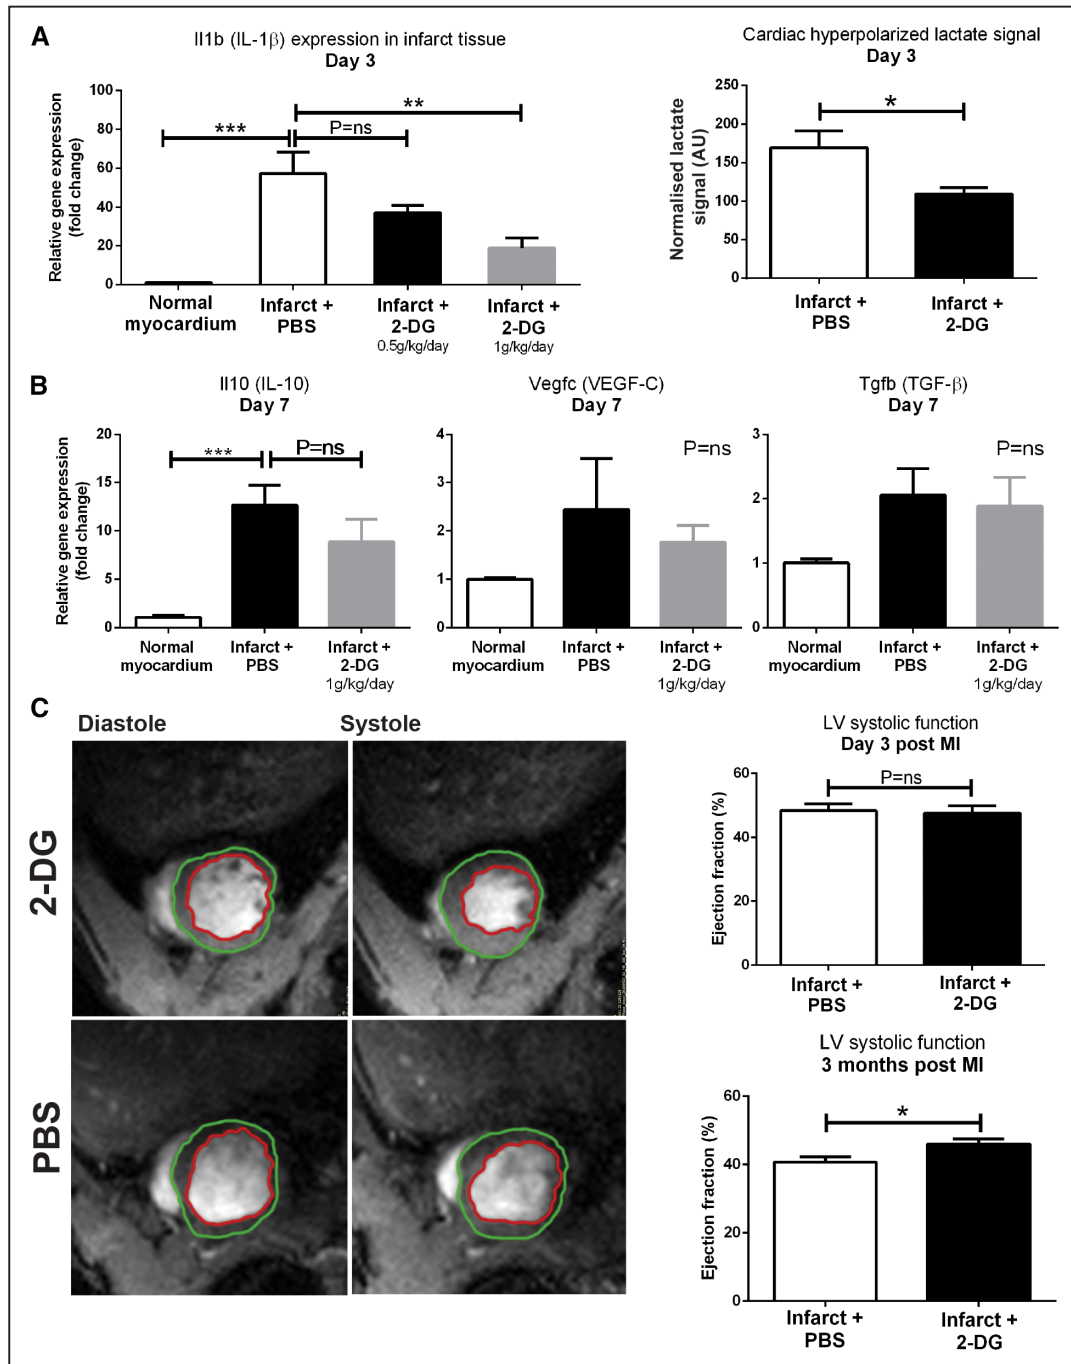 A
Il1b (IL-1β) expression in infarct tissue
Day 3
Relative gene expression
(fold change)
100
80
60
40
20
0
***
P=ns
**
Normal
myocardium
Infarct +
PBS
Infarct +
2-DG
0.5g/kg/day
Infarct +
2-DG
1g/kg/day
Cardiac hyperpolarized lactate signal
Day 3
Normalised lactate
signal (AU)
250
200
150
100
50
0
*
Infarct +
PBS
Infarct +
2-DG
B
Il10 (IL-10)
Day 7
Relative gene expression
(fold change)
20
15
10
5
0
***
P=ns
Normal
myocardium
Infarct +
PBS
Infarct +
2-DG
1g/kg/day
Vegfc (VEGF-C)
Day 7
4
3
2
1
0
P=ns
Normal
myocardium
Infarct +
PBS
Infarct +
2-DG
1g/kg/day
Tgfb (TGF-β)
Day 7
3
2
1
0
P=ns
Normal
myocardium
Infarct +
PBS
Infarct +
2-DG
1g/kg/day
C
Diastole
Systole
2-DG
PBS
LV systolic function
Day 3 post MI
Ejection fraction (%)
60
40
20
0
P=ns
Infarct +
PBS
Infarct +
2-DG
LV systolic function
3 months post MI
Ejection fraction (%)
60
40
20
0
*
Infarct +
PBS
Infarct +
2-DG